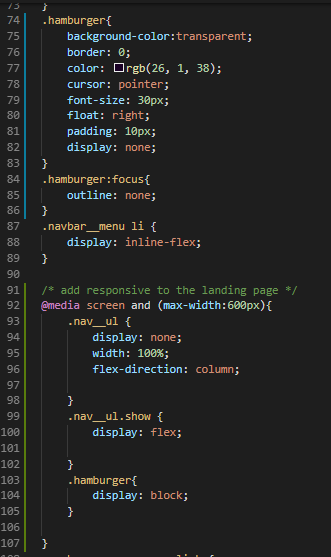 73 }
74 .hamburger{
75 background-color:transparent;
76 border: 0;
77 color: rgb(26, 1, 38);
78 cursor: pointer;
79 font-size: 30px;
80 float: right;
81 padding: 10px;
82 display: none;
83 }
84 .hamburger:focus{
85 outline: none;
86 }
87 .navbar__menu li {
88 display: inline-flex;
89 }
90
91 /* add responsive to the landing page */
92 @media screen and (max-width:600px){
93 .nav__ul {
94 display: none;
95 width: 100%;
96 flex-direction: column;
97
98 }
99 .nav__ul.show {
100 display: flex;
101
102 }
103 .hamburger{
104 display: block;
105 }
106
107 }